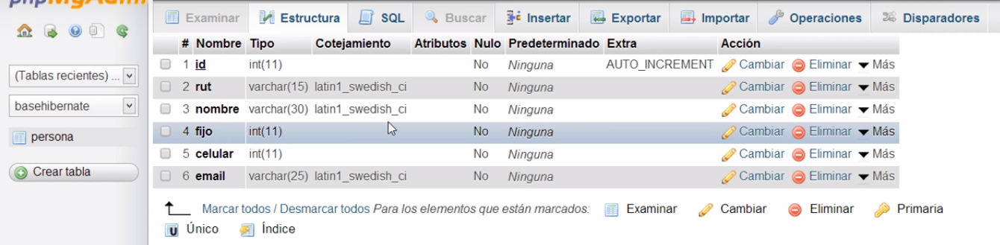 phpMyAdmin
Examinar Estructura SQL Buscar Insertar Exportar Importar Operaciones Disparadores
# Nombre Tipo Cotejamiento Atributos Nulo Predeterminado Extra Acción
1 id int(11) No Ninguna AUTO_INCREMENT Cambiar Eliminar Más
2 rut varchar(15) latin1_swedish_ci No Ninguna Cambiar Eliminar Más
3 nombre varchar(30) latin1_swedish_ci No Ninguna Cambiar Eliminar Más
4 fijo int(11) No Ninguna Cambiar Eliminar Más
5 celular int(11) No Ninguna Cambiar Eliminar Más
6 email varchar(25) latin1_swedish_ci No Ninguna Cambiar Eliminar Más
Marcar todos / Desmarcar todos Para los elementos que están marcados: Examinar Cambiar Eliminar Primaria
U Único Índice
(Tablas recientes) ...
basehibernate
persona
Crear tabla